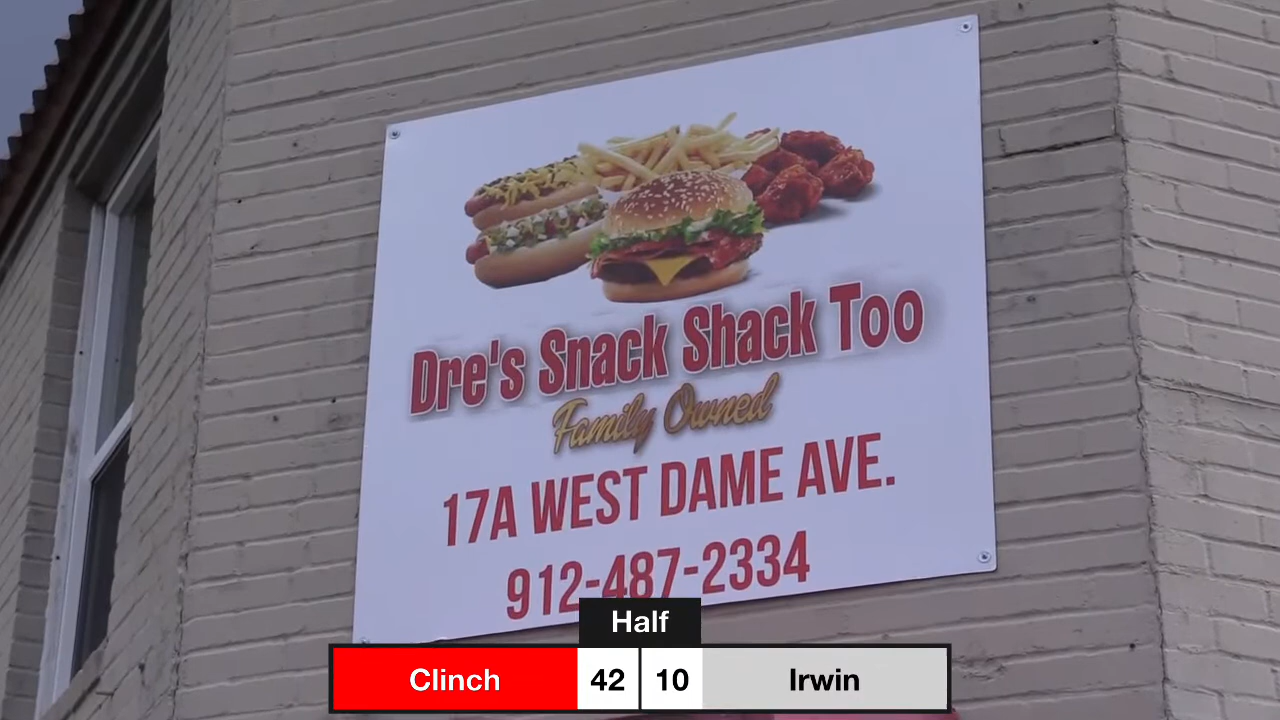 Dre's Snack Shack Too
Family Owned
17A WEST DAME AVE.
912-487-2334
Half
Clinch 42 10 Irwin